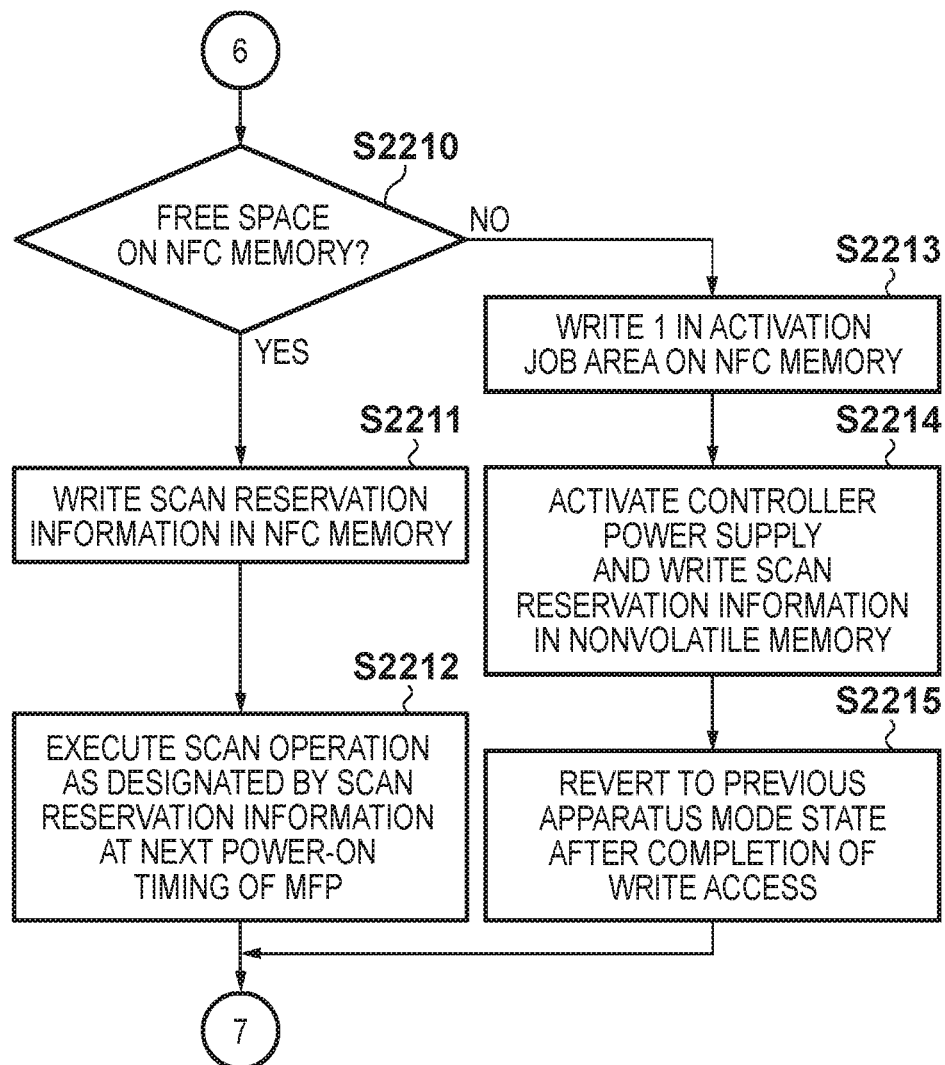 6
S2210
FREE SPACE
ON NFC MEMORY?
NO
YES
S2213
WRITE 1 IN ACTIVATION
JOB AREA ON NFC MEMORY
S2211
WRITE SCAN RESERVATION
INFORMATION IN NFC MEMORY
S2214
ACTIVATE CONTROLLER
POWER SUPPLY
AND WRITE SCAN
RESERVATION INFORMATION
IN NONVOLATILE MEMORY
S2212
EXECUTE SCAN OPERATION
AS DESIGNATED BY SCAN
RESERVATION INFORMATION
AT NEXT POWER-ON
TIMING OF MFP
S2215
REVERT TO PREVIOUS
APPARATUS MODE STATE
AFTER COMPLETION OF
WRITE ACCESS
7